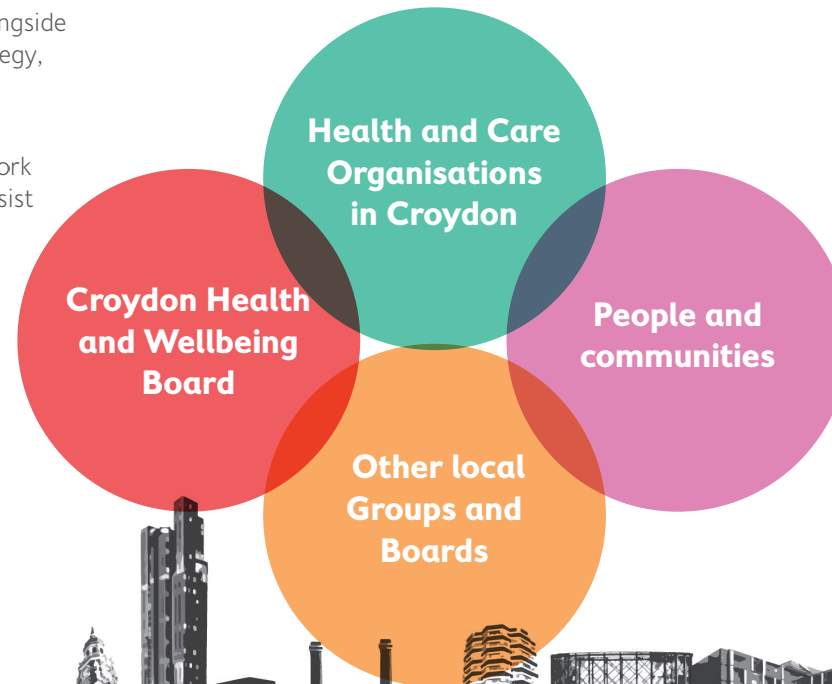 ngside
egy,
ork
sist
Health and Care
Organisations
in Croydon
Croydon Health
and Wellbeing
Board
People and
communities
Other local
Groups and
Boards